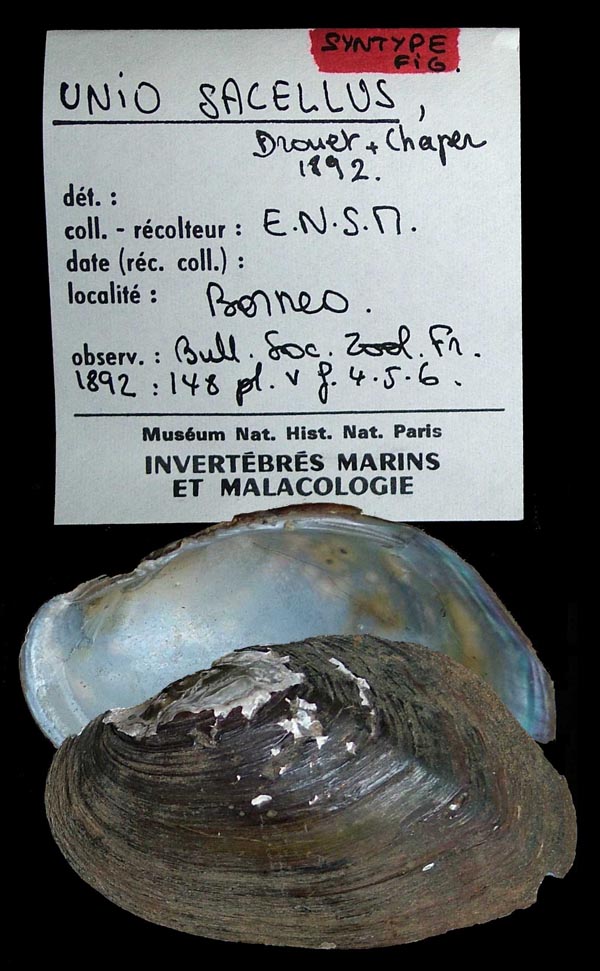 SYNTYPE
FIG.
UNIO SACELLUS,
Drouet + Chaper
1892.
dét. :
coll. - récolteur : E.N.S.M.
date (réc. coll.) :
localité : Borneo.
observ. : Bull. Soc. Zool. Fr.
1892 : 148 pl. v f. 4.5.6.
Muséum Nat. Hist. Nat. Paris
INVERTÉBRÉS MARINS
ET MALACOLOGIE